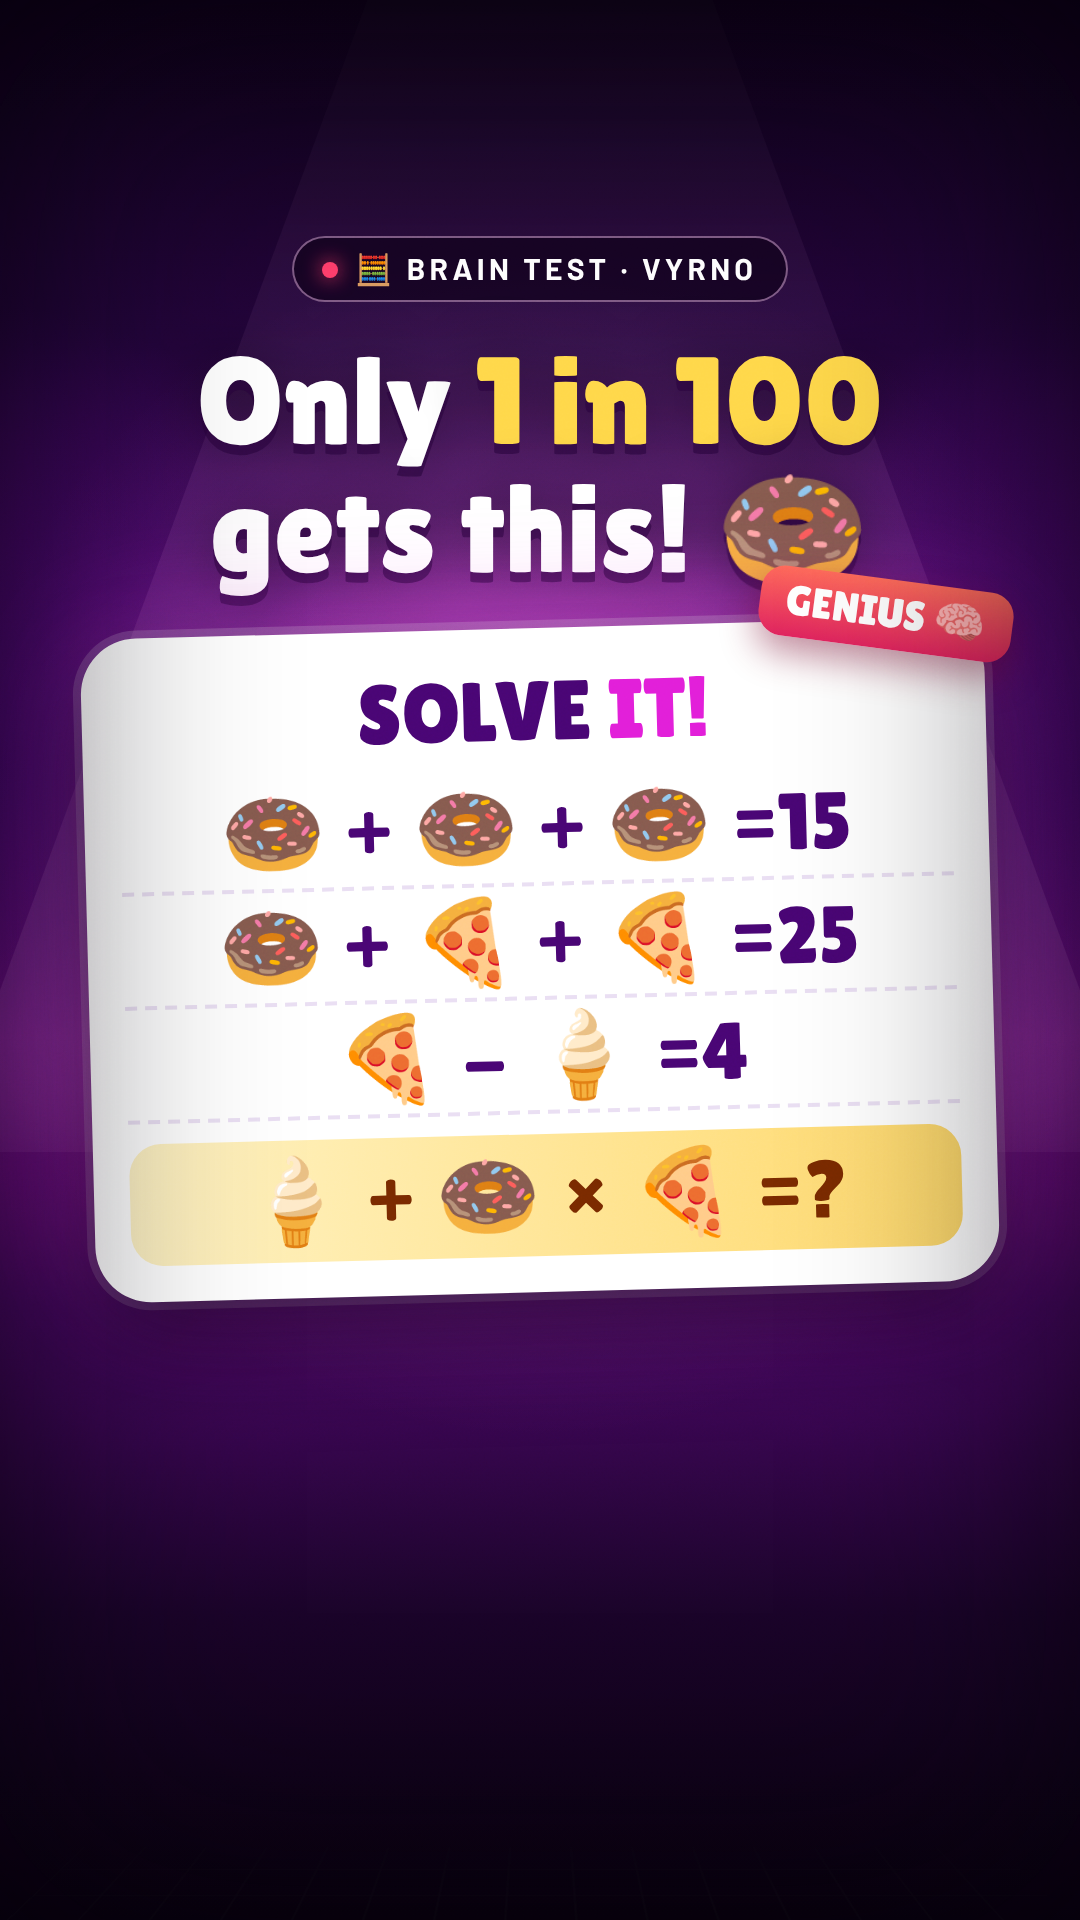 🧮 BRAIN TEST · VYRNO
Only 1 in 100
gets this! 🍩
GENIUS 🧠
SOLVE IT!
🍩 + 🍩 + 🍩 =15
🍩 + 🍕 + 🍕 =25
🍕 − 🍦 =4
🍦 + 🍩 × 🍕 =?